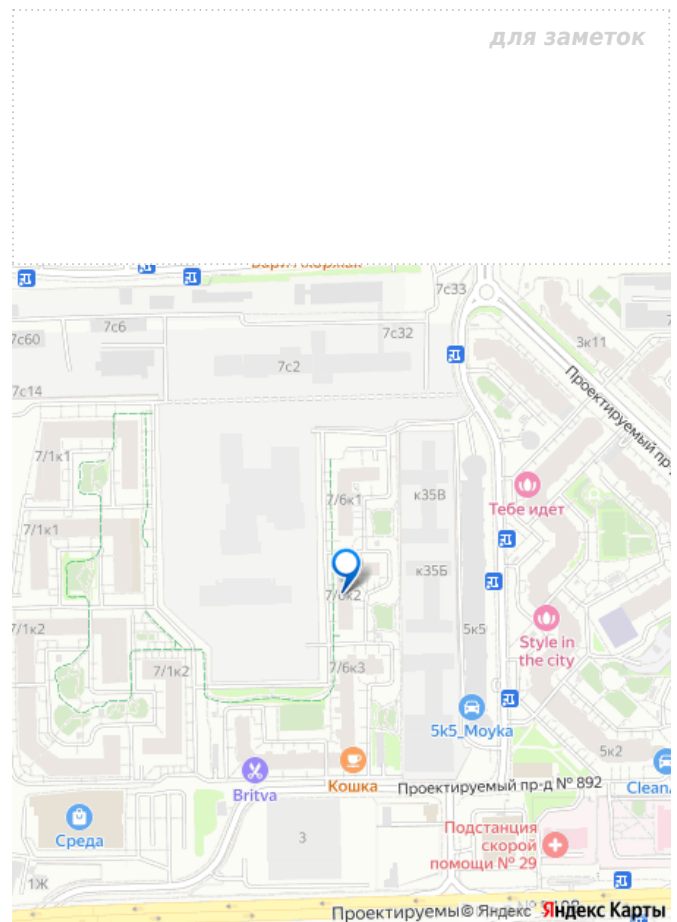 для заметок
7с33
7с6
7с32
7с60
3к11
7с2
7с14
Проектируемый пр-
7/1к1
7/6к1
к35В
Тебе идет
7/1к1
к35Б
7/6к2
7/1к2
5к5
Style in
the city
7/1к2
7/6к3
5k5_Moyka
5к2
Britva
Кошка
Проектируемый пр-д № 892
Clean
Среда
3
Подстанция
скорой
помощи № 29
1Ж
Проектируемы
© Яндекс
Яндекс Карты